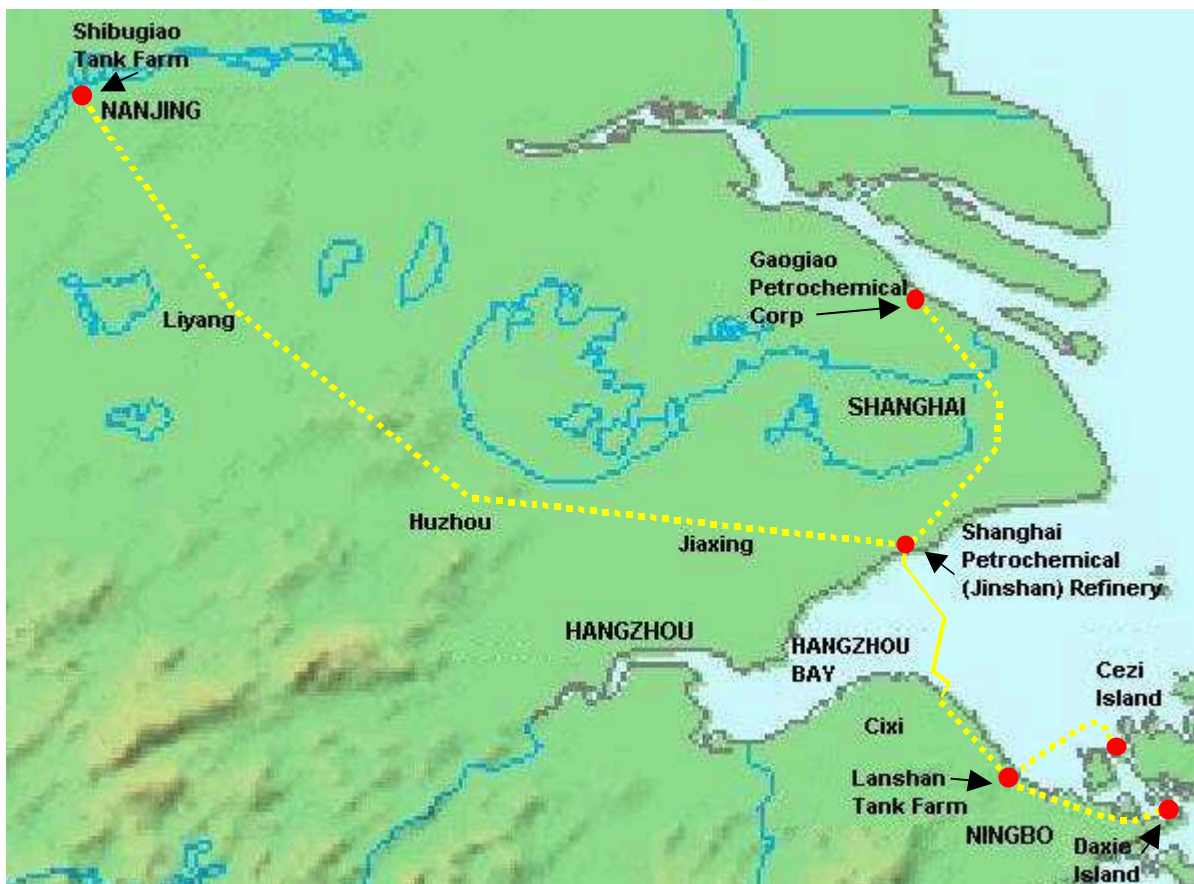 Shibugiao
Tank Farm
NANJING
Gaogiao
Petrochemical
Corp
Liyang
SHANGHAI
Huzhou
Jiaxing
Shanghai
Petrochemical
(Jinshan) Refinery
HANGZHOU
HANGZHOU
BAY
Cezi
Island
Cixi
Lanshan
Tank Farm
NINGBO
Daxie
Island